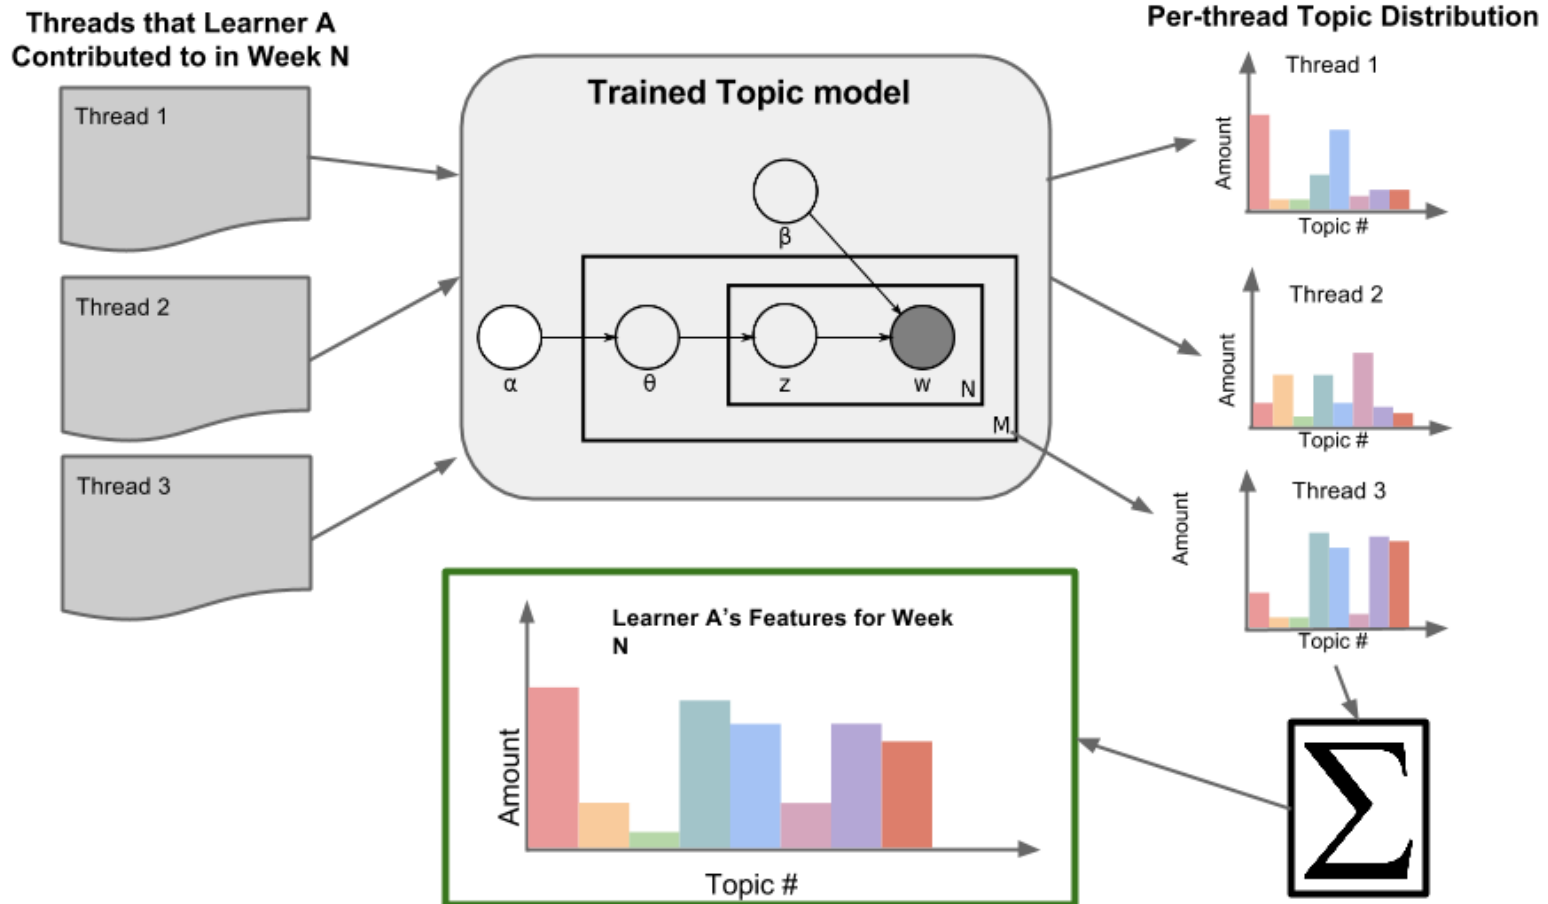 Threads that Learner A
Contributed to in Week N
Thread 1
Thread 2
Thread 3
Trained Topic model
β
α
θ
z
w
N
M
Per-thread Topic Distribution
Thread 1
Amount
Topic #
Thread 2
Amount
Topic #
Thread 3
Amount
Topic #
Σ
Learner A's Features for Week
N
Amount
Topic #